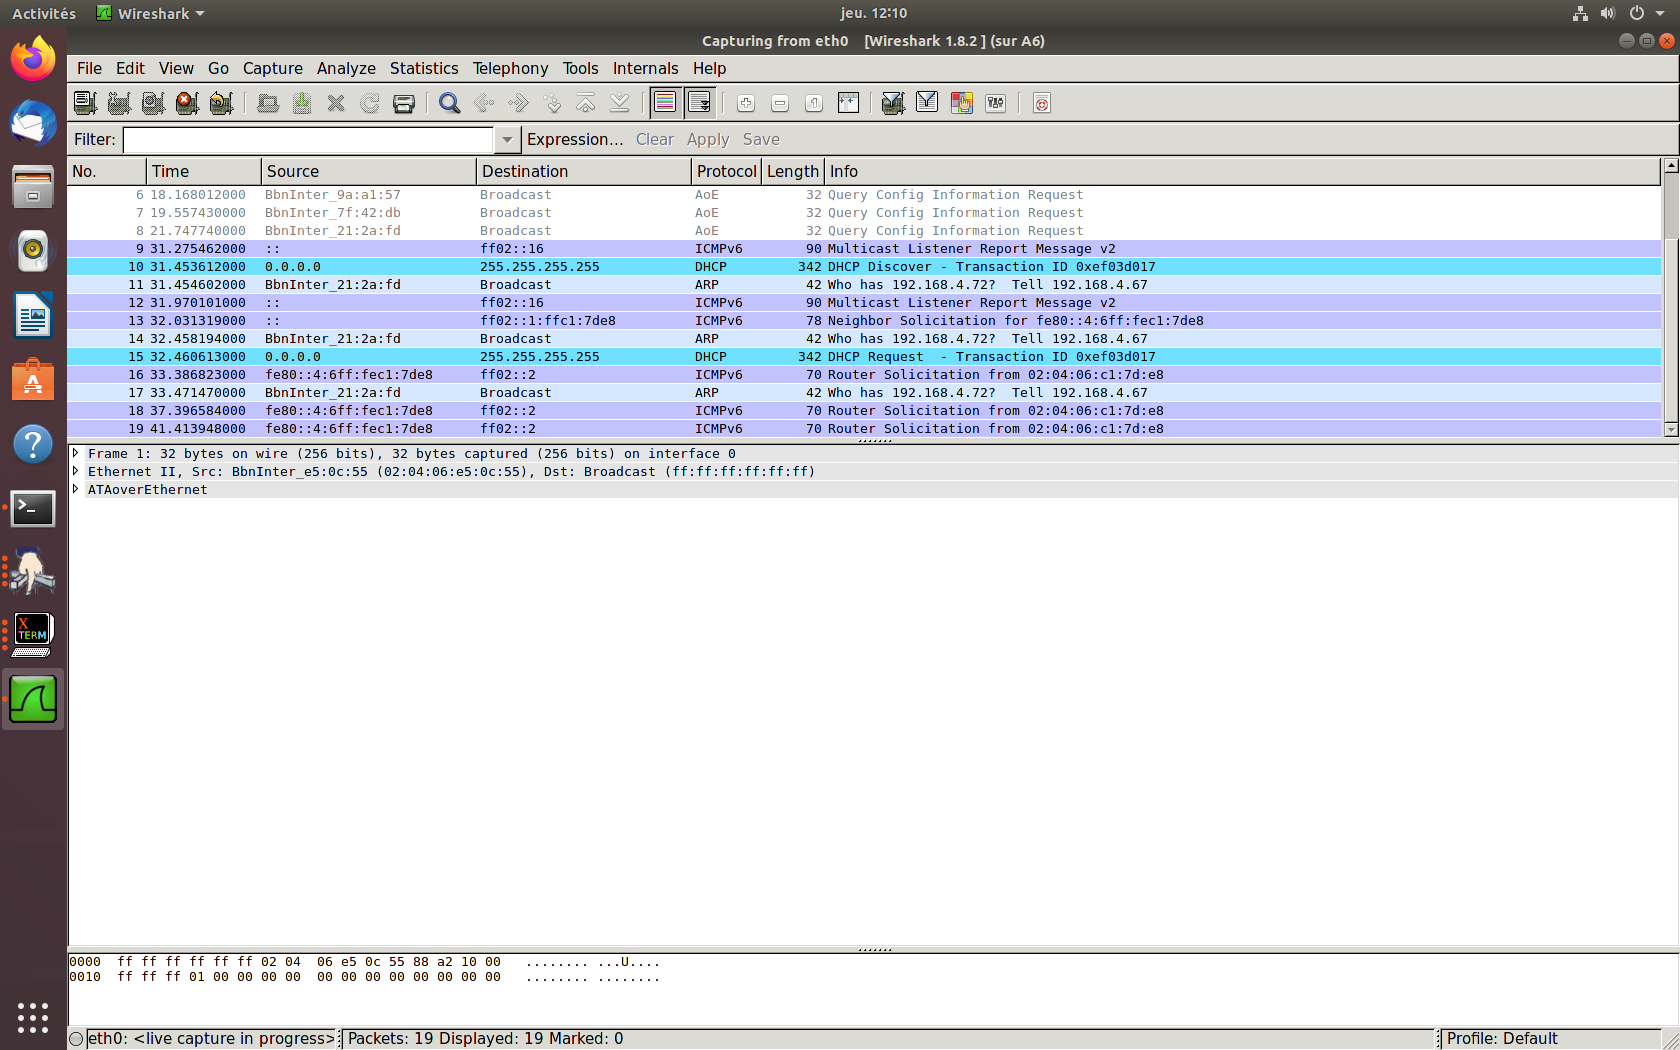 Activités Wireshark jeu. 12:10
Capturing from eth0 [Wireshark 1.8.2 ] (sur A6)
File Edit View Go Capture Analyze Statistics Telephony Tools Internals Help
Filter: Expression... Clear Apply Save
No. Time Source Destination Protocol Length Info
6 18.168012000 BbnInter_9a:a1:57 Broadcast AoE 32 Query Config Information Request
7 19.557430000 BbnInter_7f:42:db Broadcast AoE 32 Query Config Information Request
8 21.747740000 BbnInter_21:2a:fd Broadcast AoE 32 Query Config Information Request
9 31.275462000 :: ff02::16 ICMPv6 90 Multicast Listener Report Message v2
10 31.453612000 0.0.0.0 255.255.255.255 DHCP 342 DHCP Discover - Transaction ID 0xef03d017
11 31.454602000 BbnInter_21:2a:fd Broadcast ARP 42 Who has 192.168.4.72? Tell 192.168.4.67
12 31.970101000 :: ff02::16 ICMPv6 90 Multicast Listener Report Message v2
13 32.031319000 :: ff02::1:ffc1:7de8 ICMPv6 78 Neighbor Solicitation for fe80::4:6ff:fec1:7de8
14 32.458194000 BbnInter_21:2a:fd Broadcast ARP 42 Who has 192.168.4.72? Tell 192.168.4.67
15 32.460613000 0.0.0.0 255.255.255.255 DHCP 342 DHCP Request - Transaction ID 0xef03d017
16 33.386823000 fe80::4:6ff:fec1:7de8 ff02::2 ICMPv6 70 Router Solicitation from 02:04:06:c1:7d:e8
17 33.471470000 BbnInter_21:2a:fd Broadcast ARP 42 Who has 192.168.4.72? Tell 192.168.4.67
18 37.396584000 fe80::4:6ff:fec1:7de8 ff02::2 ICMPv6 70 Router Solicitation from 02:04:06:c1:7d:e8
19 41.413948000 fe80::4:6ff:fec1:7de8 ff02::2 ICMPv6 70 Router Solicitation from 02:04:06:c1:7d:e8
Frame 1: 32 bytes on wire (256 bits), 32 bytes captured (256 bits) on interface 0
Ethernet II, Src: BbnInter_e5:0c:55 (02:04:06:e5:0c:55), Dst: Broadcast (ff:ff:ff:ff:ff:ff)
ATAoverEthernet
X
TERM
0000 ff ff ff ff ff ff 02 04 06 e5 0c 55 88 a2 10 00 ........ ...U....
0010 ff ff ff 01 00 00 00 00 00 00 00 00 00 00 00 00 ........ ........
eth0: <live capture in progress> Packets: 19 Displayed: 19 Marked: 0 Profile: Default